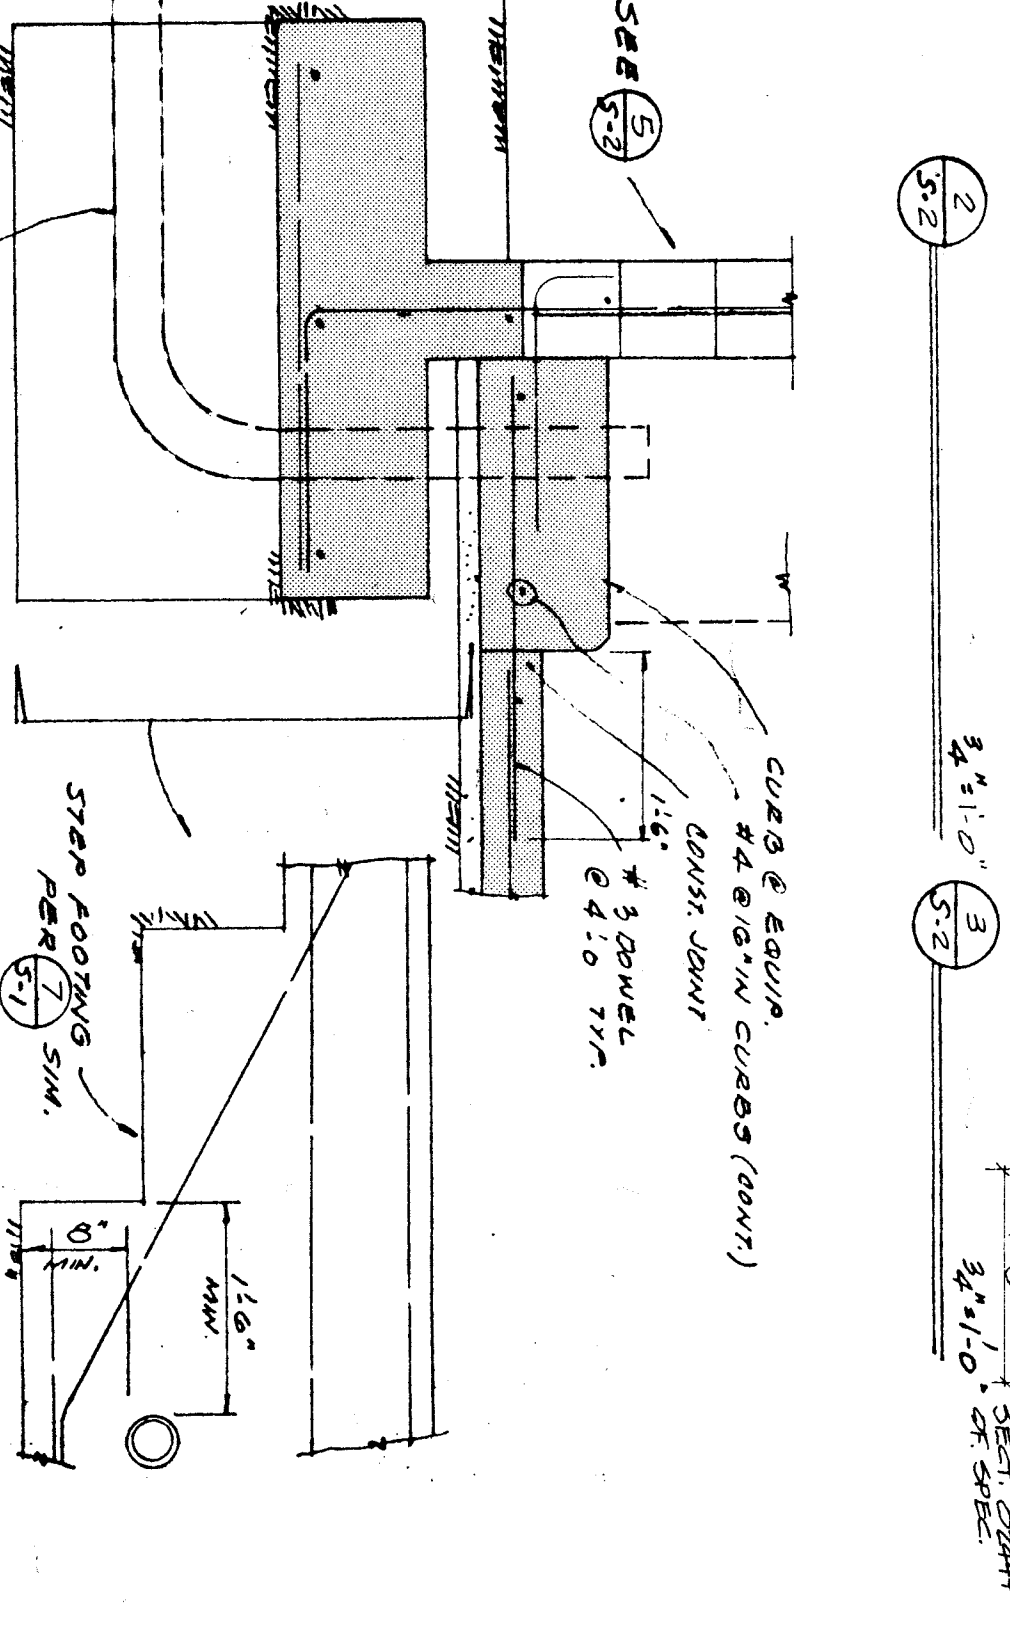 SEE 5
S-2
2
S-2
3/4" = 1'-0"
3
S-2
3/4" = 1'-0"
SECT.
OF SPEC.
CURB @ EQUIP.
#4 @ 16" IN CURBS (CONT.)
CONST. JOINT
1'-6"
#3 DOWEL
@ 4'-0 TYP.
STEP FOOTING
PER 7
S-1
SIM.
8"
MIN.
1'-6"
MIN.